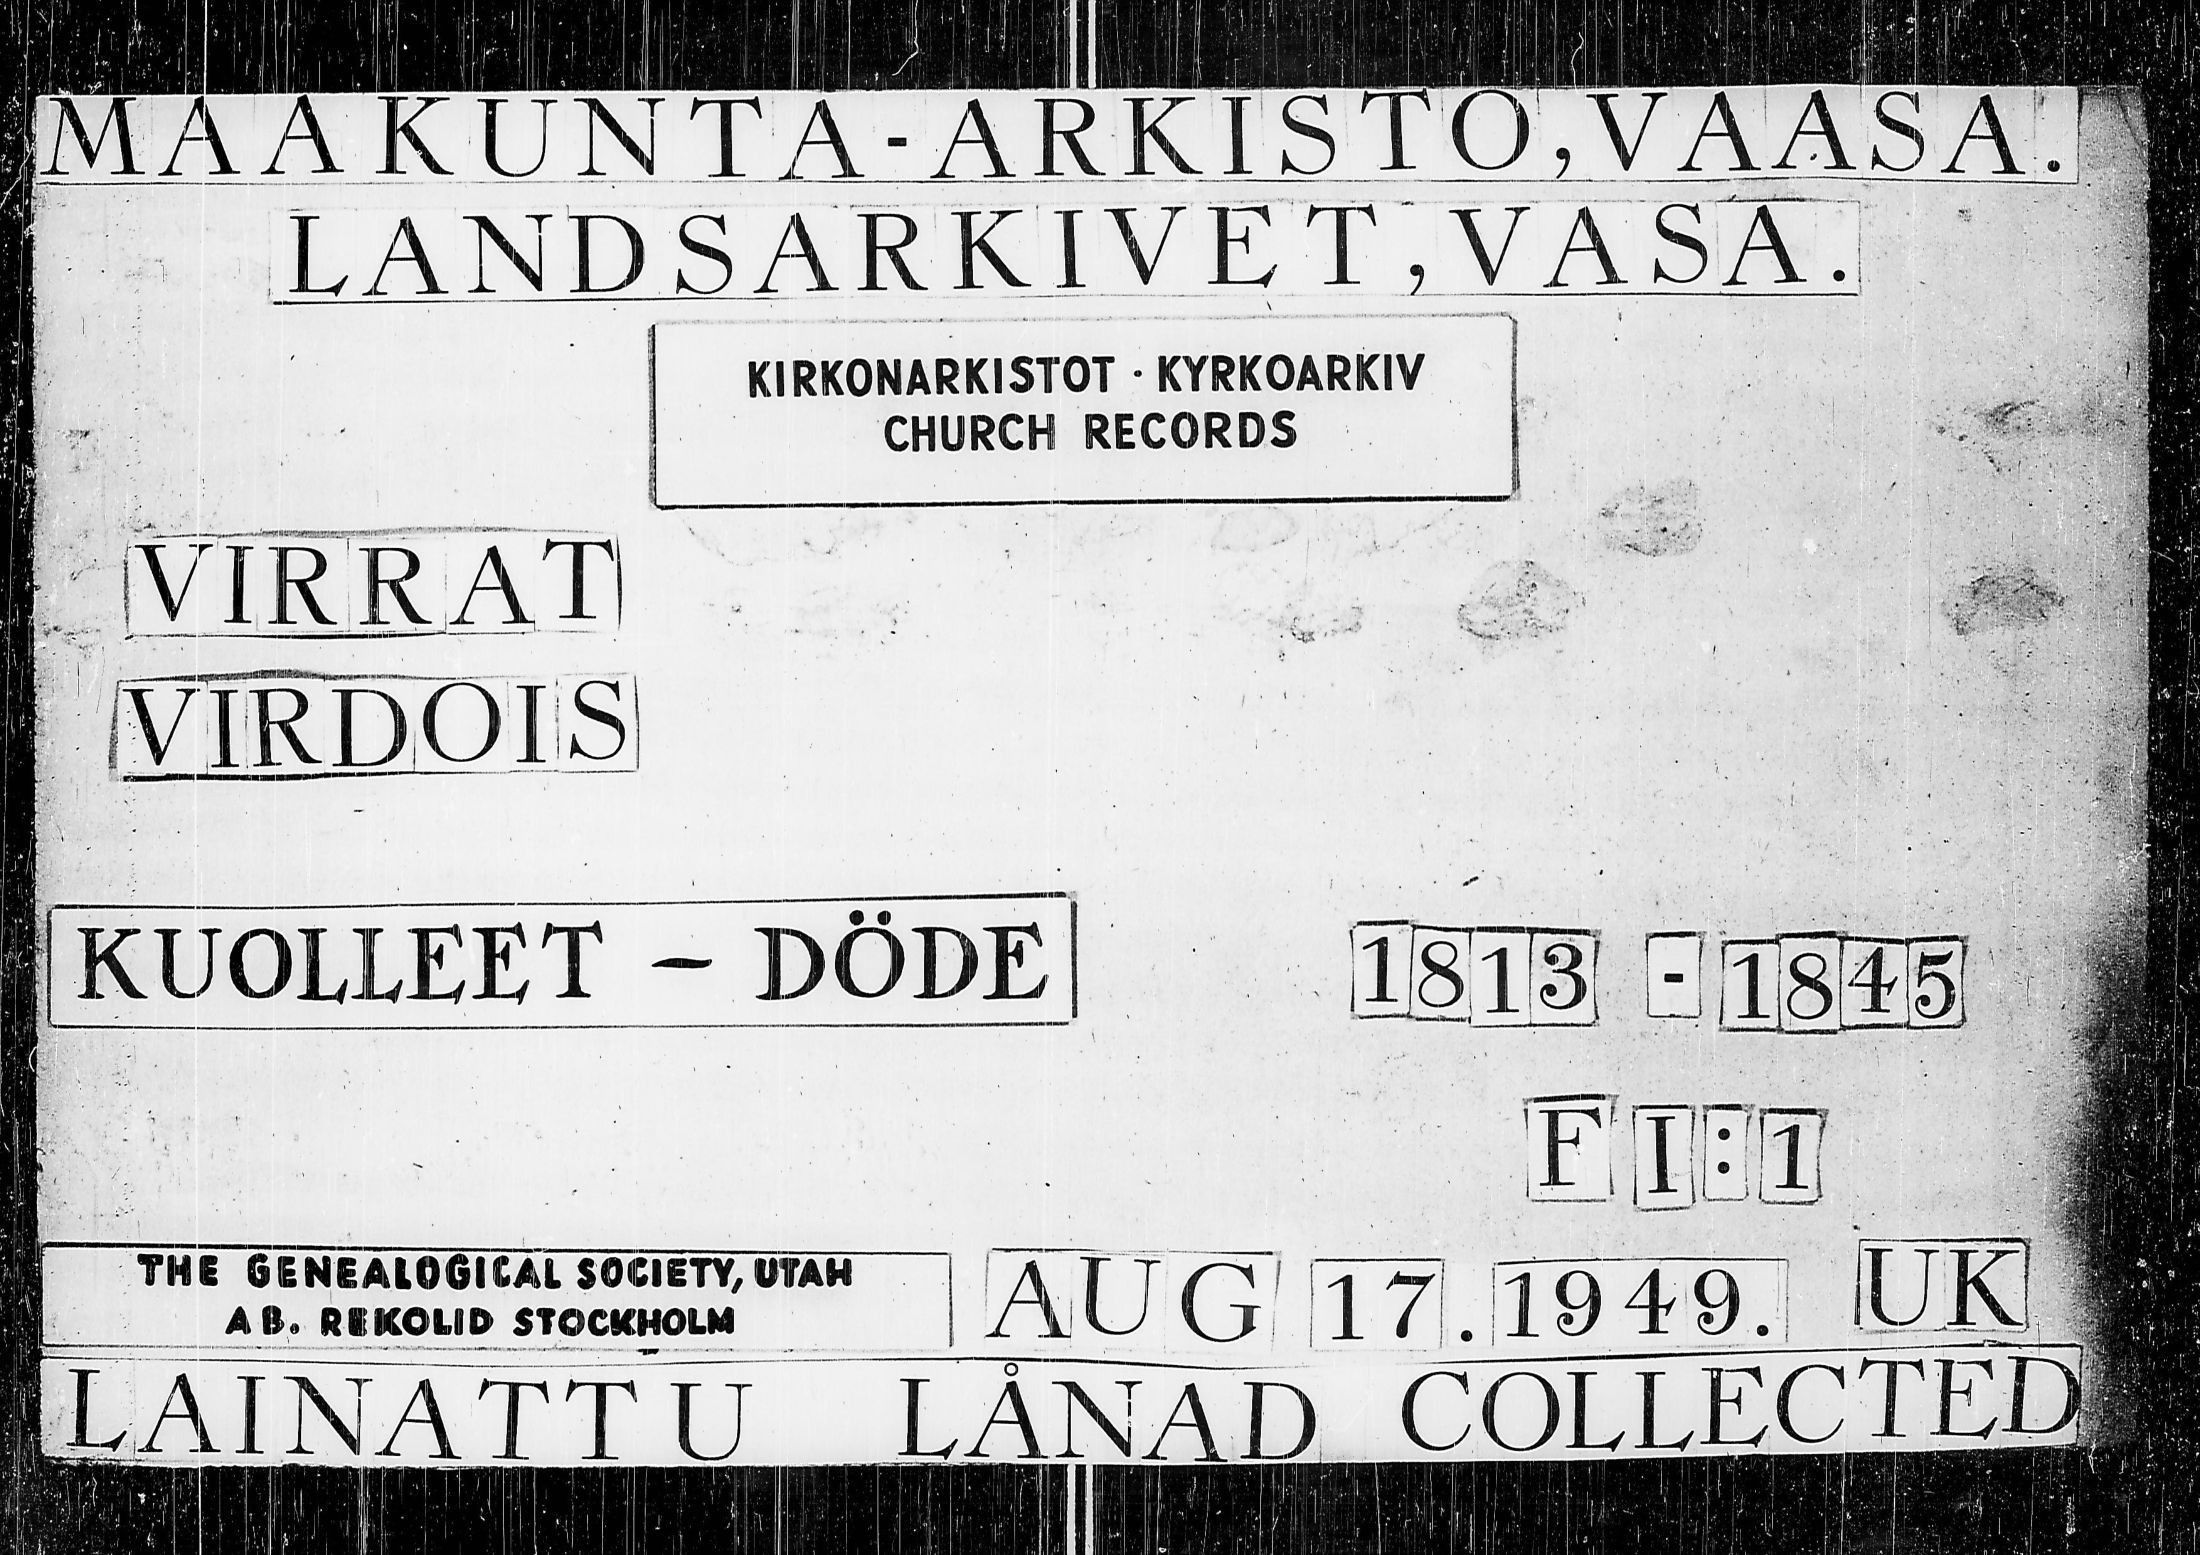 MAAKUNTA-ARKISTO, VAASA.
LANDSARKIVET, VASA.
KIRKONARKISTOT · KYRKOARKIV
CHURCH RECORDS
VIRRAT
VIRDOIS
KUOLLEET – DÖDE 1813 - 1845
F I:1
THE GENEALOGICAL SOCIETY, UTAH
AB. REKOLID STOCKHOLM
AUG 17. 1949. UK
LAINATTU LÅNAD COLLECTED